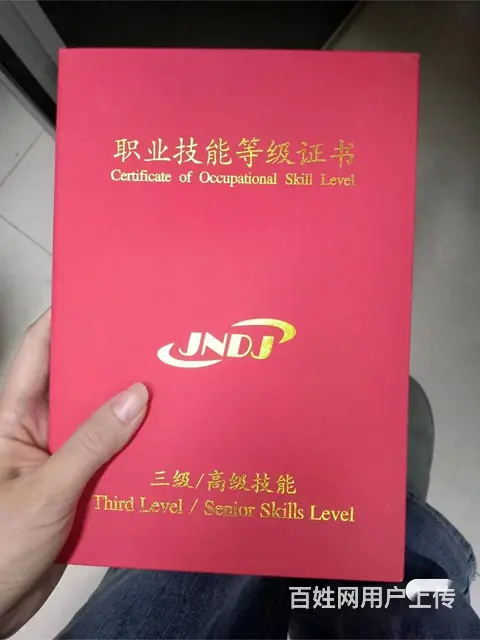 职业技能等级证书
Certificate of Occupational Skill Level
JNDJ
三级/高级技能
Third Level / Senior Skills Level
百姓网用户上传